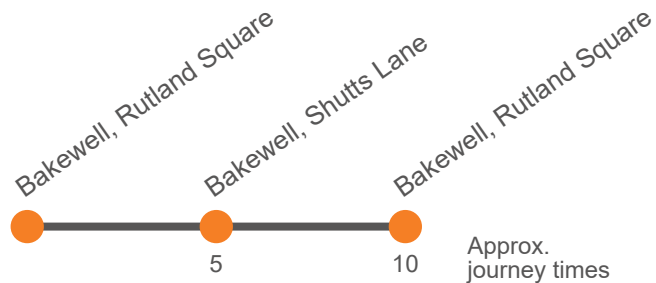 Bakewell, Rutland Square
Bakewell, Shutts Lane
Bakewell, Rutland Square
5
10
Approx.
journey times